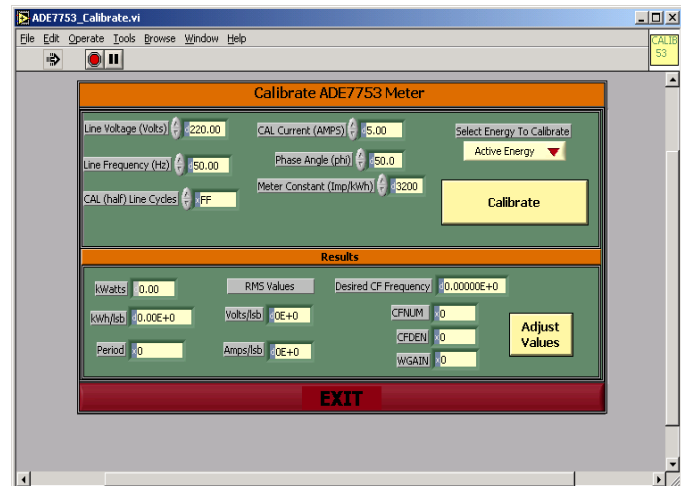 ADE7753_Calibrate.vi
File Edit Operate Tools Browse Window Help
CALIB
53
Calibrate ADE7753 Meter
Line Voltage (Volts) 220.00 CAL Current (AMPS) 5.00 Select Energy To Calibrate
Active Energy
Line Frequency (Hz) 50.00 Phase Angle (phi) 50.0
CAL (half) Line Cycles FF Meter Constant (Imp/kWh) 3200
Calibrate
Results
kWatts 0.00 RMS Values Desired CF Frequency 0.00000E+0
kWh/lsb 0.00E+0 Volts/lsb 0E+0 CFNUM 0
CFDEN 0
Period 0 Amps/lsb 0E+0 WGAIN 0
Adjust
Values
EXIT